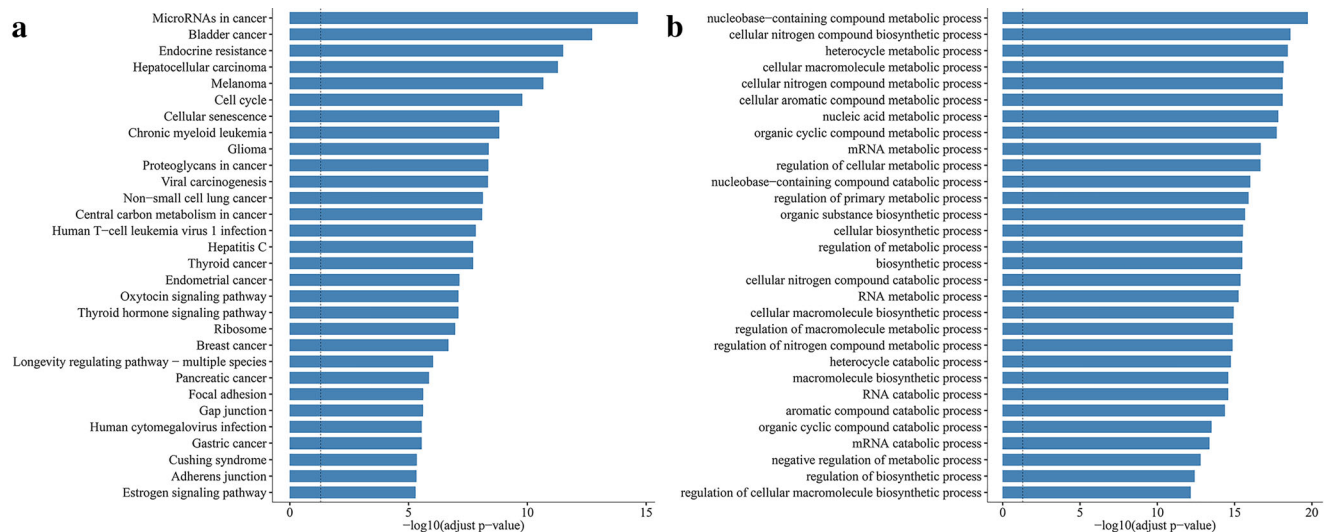 a
MicroRNAs in cancer
Bladder cancer
Endocrine resistance
Hepatocellular carcinoma
Melanoma
Cell cycle
Cellular senescence
Chronic myeloid leukemia
Glioma
Proteoglycans in cancer
Viral carcinogenesis
Non−small cell lung cancer
Central carbon metabolism in cancer
Human T−cell leukemia virus 1 infection
Hepatitis C
Thyroid cancer
Endometrial cancer
Oxytocin signaling pathway
Thyroid hormone signaling pathway
Ribosome
Breast cancer
Longevity regulating pathway − multiple species
Pancreatic cancer
Focal adhesion
Gap junction
Human cytomegalovirus infection
Gastric cancer
Cushing syndrome
Adherens junction
Estrogen signaling pathway
0 5 10 15
−log10(adjust p−value)
b
nucleobase−containing compound metabolic process
cellular nitrogen compound biosynthetic process
heterocycle metabolic process
cellular macromolecule metabolic process
cellular nitrogen compound metabolic process
cellular aromatic compound metabolic process
nucleic acid metabolic process
organic cyclic compound metabolic process
mRNA metabolic process
regulation of cellular metabolic process
nucleobase−containing compound catabolic process
regulation of primary metabolic process
organic substance biosynthetic process
cellular biosynthetic process
regulation of metabolic process
biosynthetic process
cellular nitrogen compound catabolic process
RNA metabolic process
cellular macromolecule biosynthetic process
regulation of macromolecule metabolic process
regulation of nitrogen compound metabolic process
heterocycle catabolic process
macromolecule biosynthetic process
RNA catabolic process
aromatic compound catabolic process
organic cyclic compound catabolic process
mRNA catabolic process
negative regulation of metabolic process
regulation of biosynthetic process
regulation of cellular macromolecule biosynthetic process
0 5 10 15 20
−log10(adjust p−value)